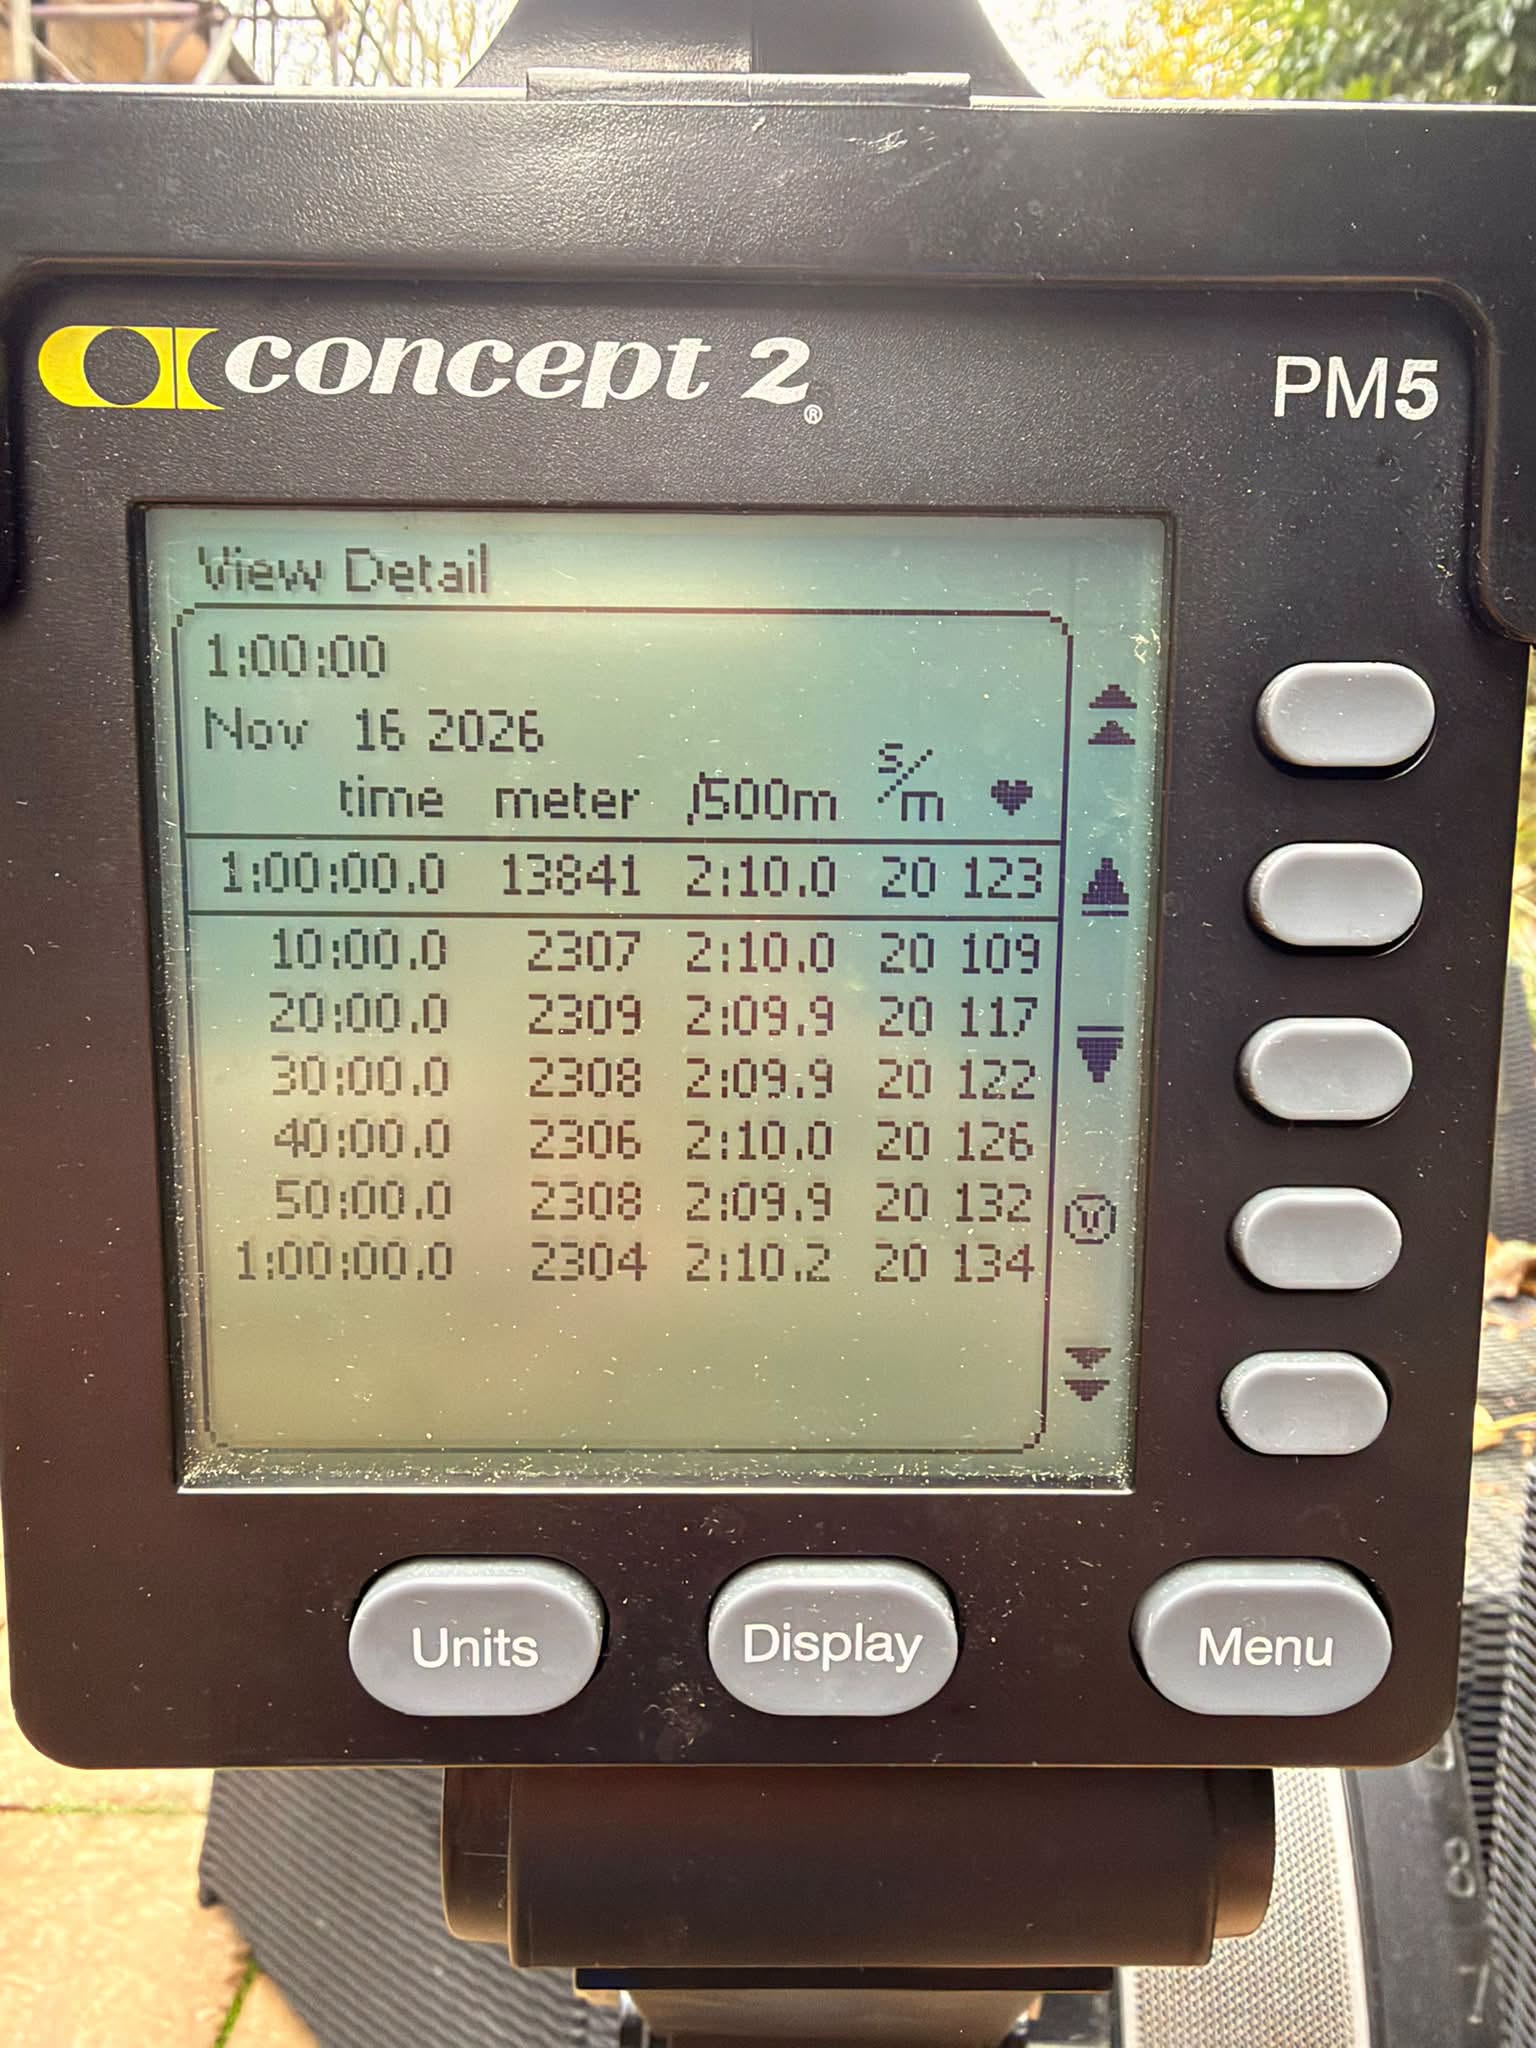 concept 2®
PM5
View Detail
1:00:00
Nov 16 2026
time meter /500m s/m ♥
1:00:00.0 13841 2:10.0 20 123
10:00.0 2307 2:10.0 20 109
20:00.0 2309 2:09.9 20 117
30:00.0 2308 2:09.9 20 122
40:00.0 2306 2:10.0 20 126
50:00.0 2308 2:09.9 20 132
1:00:00.0 2304 2:10.2 20 134
Units
Display
Menu
8